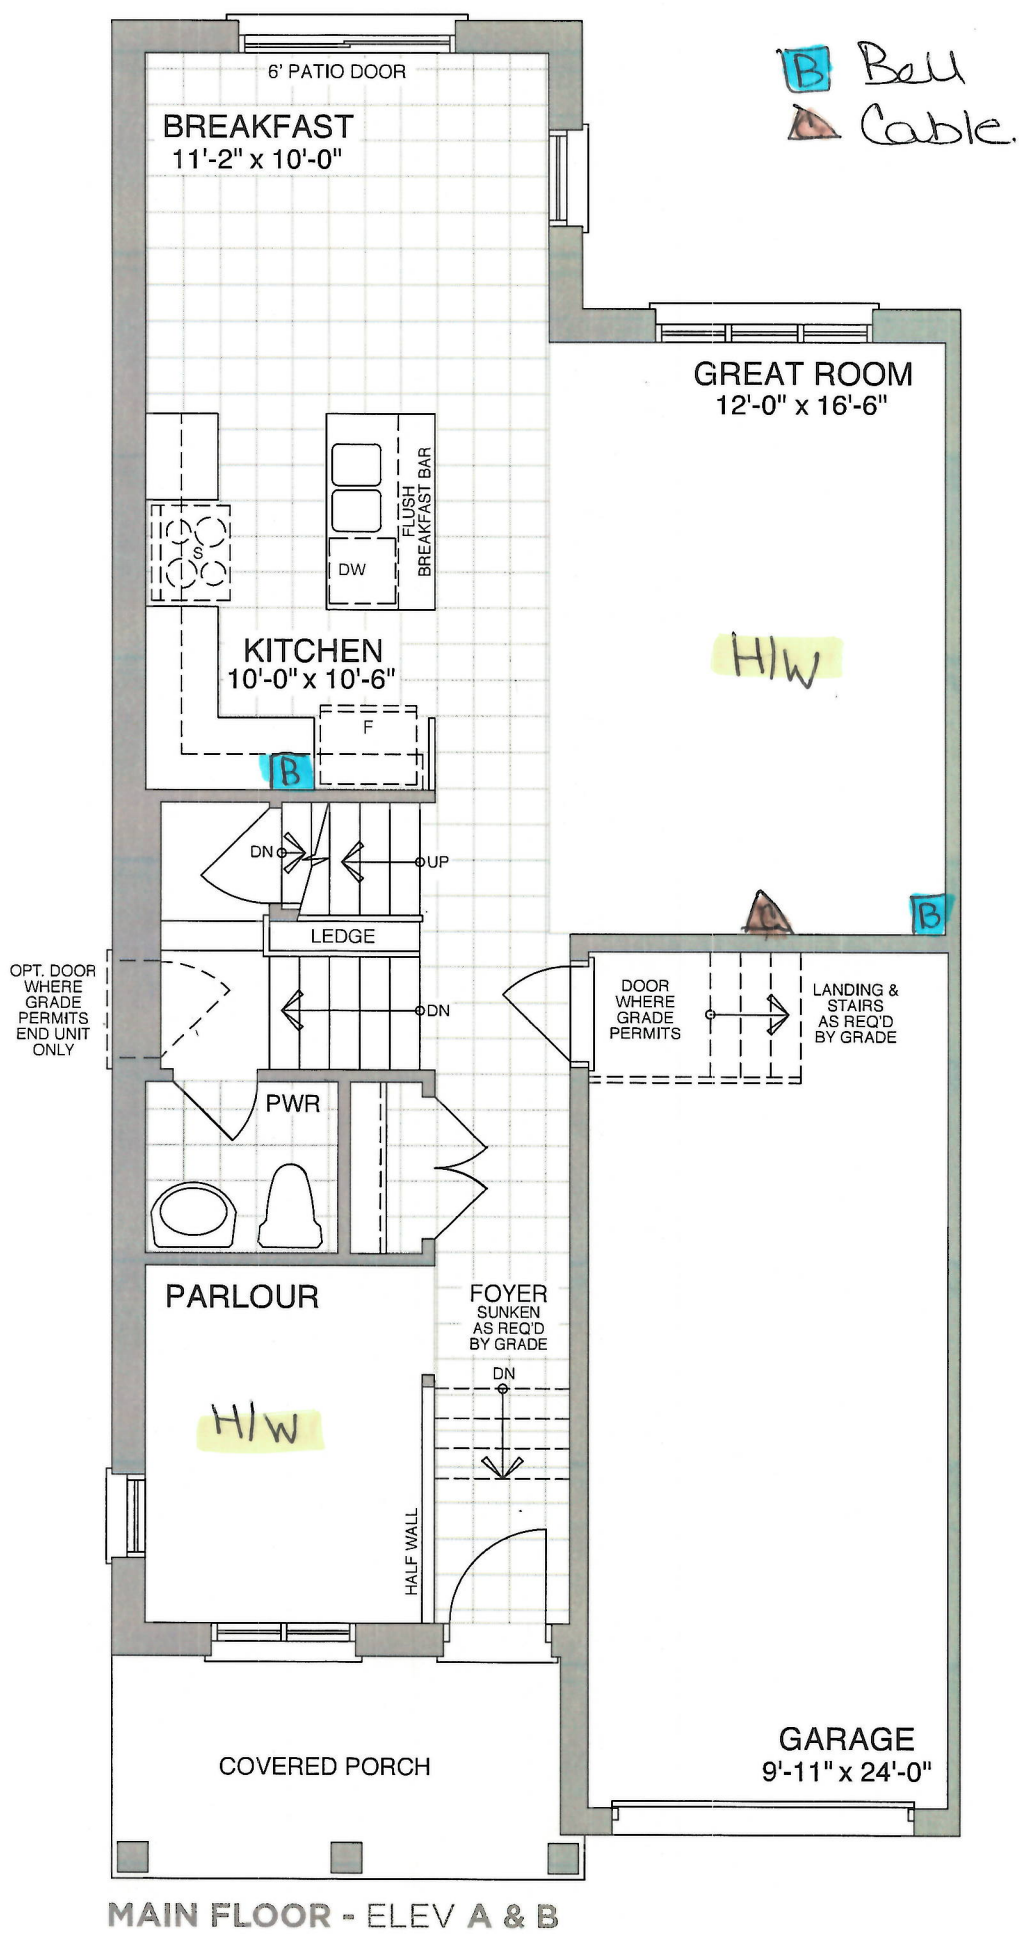 B Bell
C Cable.
6' PATIO DOOR
BREAKFAST
11'-2" x 10'-0"
GREAT ROOM
12'-0" x 16'-6"
FLUSH
BREAKFAST BAR
S
DW
KITCHEN
10'-0" x 10'-6"
H/W
F
B
DN
UP
C
B
LEDGE
OPT. DOOR
WHERE
GRADE
PERMITS
END UNIT
ONLY
DN
DOOR
WHERE
GRADE
PERMITS
LANDING &
STAIRS
AS REQ'D
BY GRADE
PWR
PARLOUR
FOYER
SUNKEN
AS REQ'D
BY GRADE
DN
H/W
HALF WALL
GARAGE
9'-11" x 24'-0"
COVERED PORCH
MAIN FLOOR - ELEV A & B